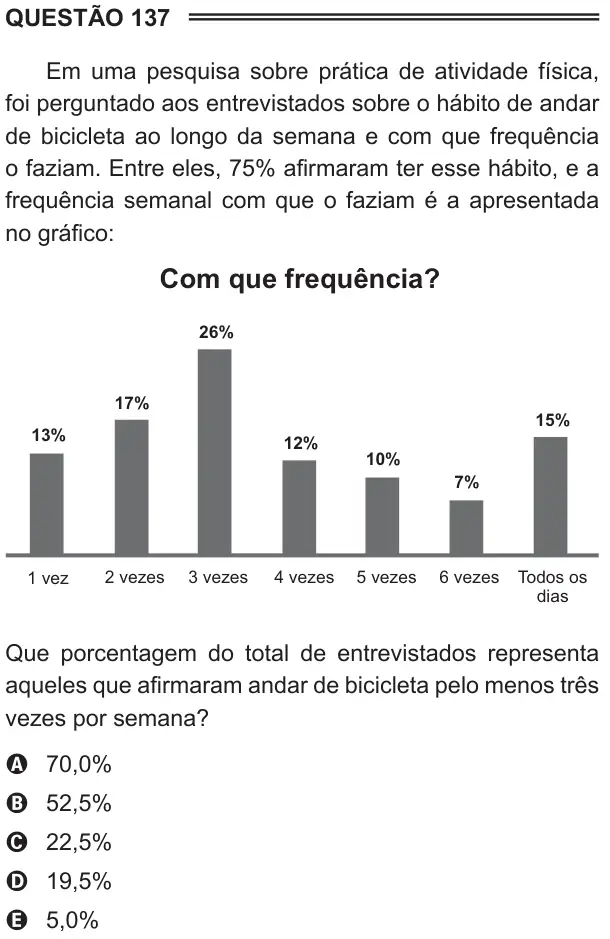 QUESTÃO 137
Em uma pesquisa sobre prática de atividade física,
foi perguntado aos entrevistados sobre o hábito de andar
de bicicleta ao longo da semana e com que frequência
o faziam. Entre eles, 75% afirmaram ter esse hábito, e a
frequência semanal com que o faziam é a apresentada
no gráfico:
Com que frequência?
13%
17%
26%
12%
10%
7%
15%
1 vez
2 vezes
3 vezes
4 vezes
5 vezes
6 vezes
Todos os
dias
Que porcentagem do total de entrevistados representa
aqueles que afirmaram andar de bicicleta pelo menos três
vezes por semana?
A 70,0%
B 52,5%
C 22,5%
D 19,5%
E 5,0%